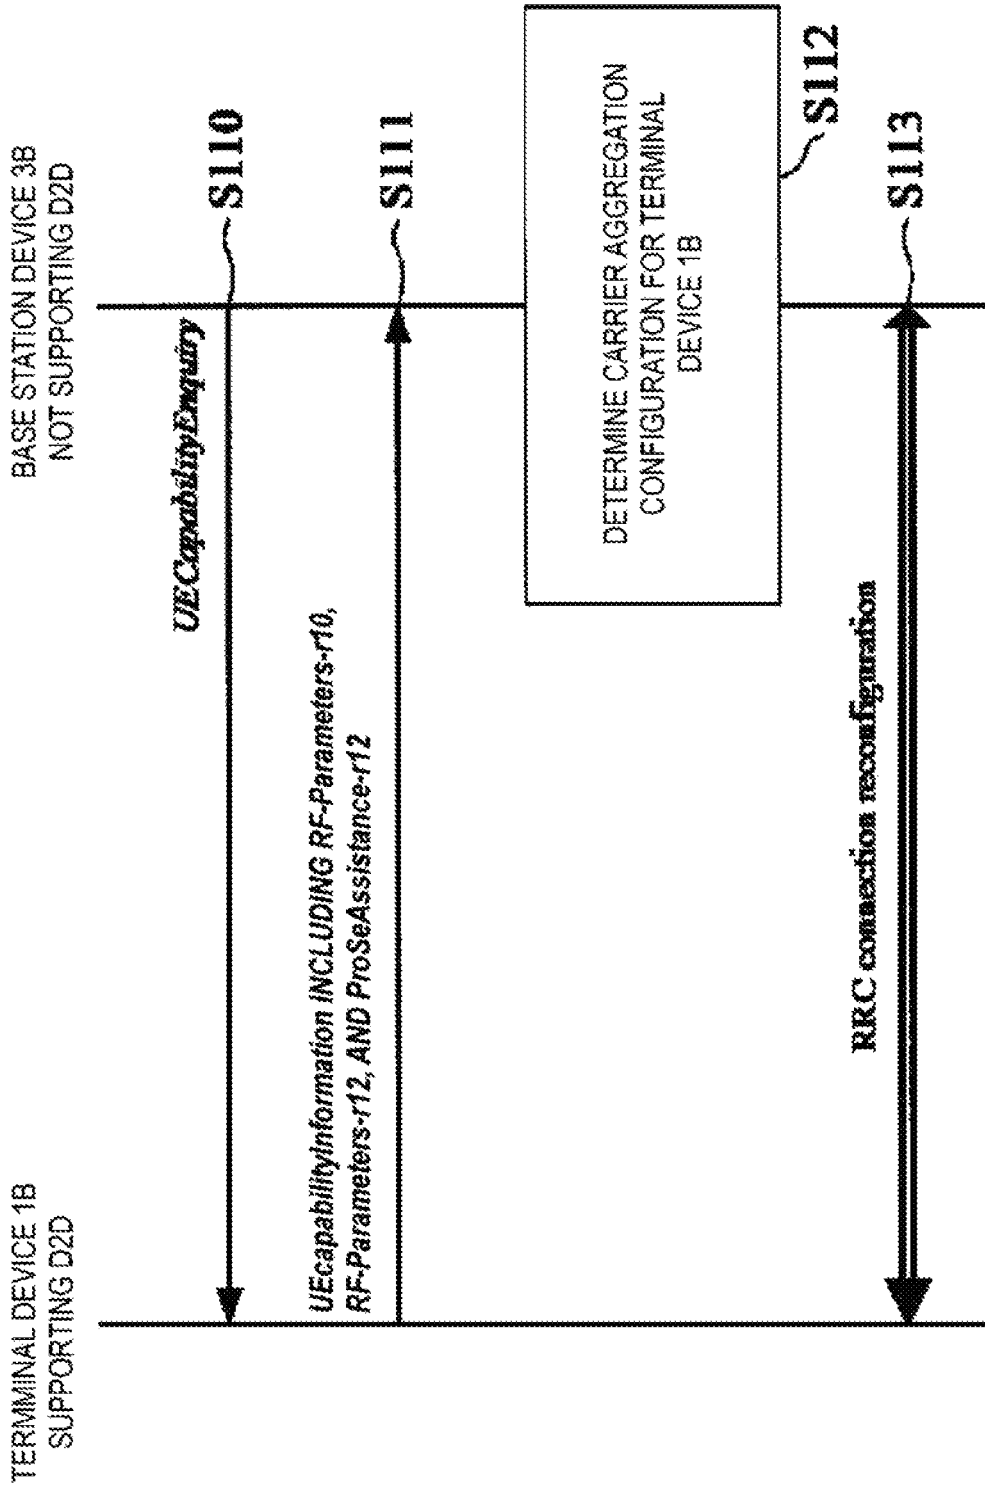 TERMMINAL DEVICE 1B
SUPPORTING D2D
BASE STATION DEVICE 3B
NOT SUPPORTING D2D
UECapabilityEnquiry
S110
UEcapabilityInformation INCLUDING RF-Parameters-r10,
RF-Parameters-r12, AND ProSeAssistance-r12
S111
DETERMINE CARRIER AGGREGATION
CONFIGURATION FOR TERMINAL
DEVICE 1B
S112
RRC connection reconfiguration
S113